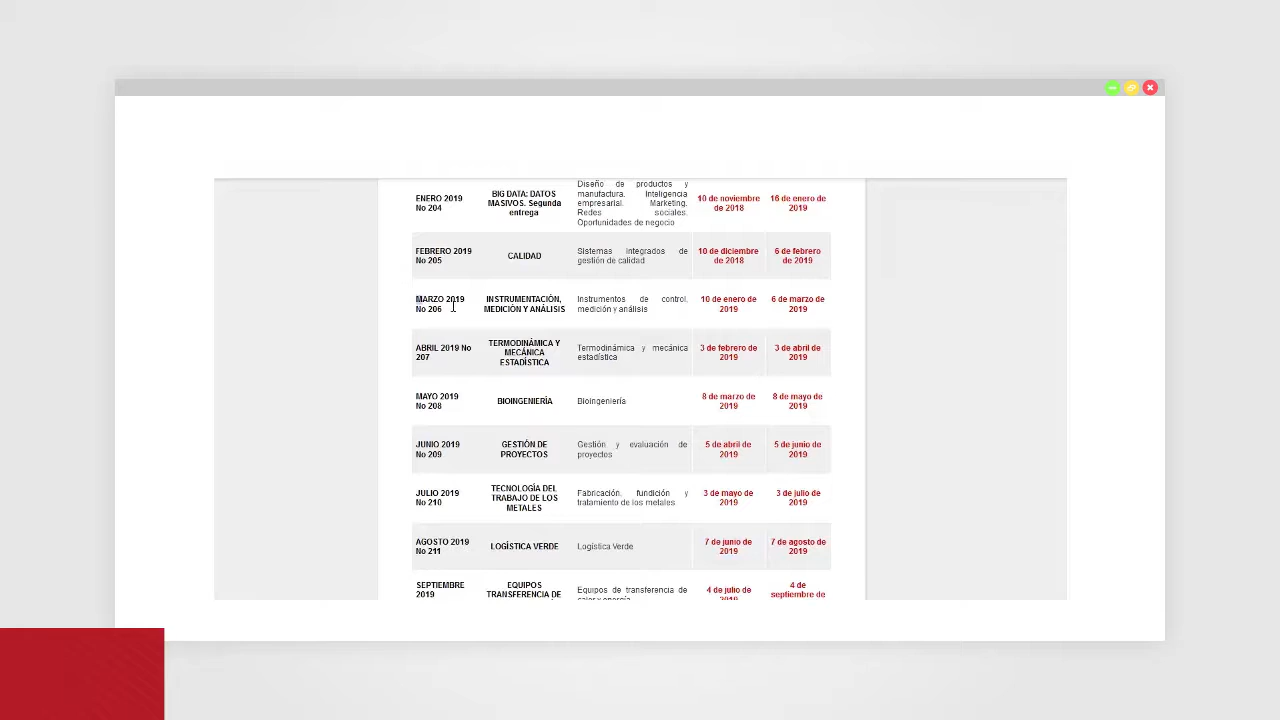 ENERO 2019
No 204
BIG DATA: DATOS
MASIVOS. Segunda
entrega
Diseño de productos y
manufactura. Inteligencia
empresarial. Marketing.
Redes sociales.
Oportunidades de negocio
10 de noviembre
de 2018
16 de enero de
2019
FEBRERO 2019
No 205
CALIDAD
Sistemas integrados de
gestión de calidad
10 de diciembre
de 2018
6 de febrero
de 2019
MARZO 2019
No 206
INSTRUMENTACIÓN,
MEDICIÓN Y ANÁLISIS
Instrumentos de control,
medición y análisis
10 de enero de
2019
6 de marzo de
2019
ABRIL 2019 No
207
TERMODINÁMICA Y
MECÁNICA
ESTADÍSTICA
Termodinámica y mecánica
estadística
3 de febrero de
2019
3 de abril de
2019
MAYO 2019
No 208
BIOINGENIERÍA
Bioingeniería
8 de marzo de
2019
8 de mayo de
2019
JUNIO 2019
No 209
GESTIÓN DE
PROYECTOS
Gestión y evaluación de
proyectos
5 de abril de
2019
5 de junio de
2019
JULIO 2019
No 210
TECNOLOGÍA DEL
TRABAJO DE LOS
METALES
Fabricación, fundición y
tratamiento de los metales
3 de mayo de
2019
3 de julio de
2019
AGOSTO 2019
No 211
LOGÍSTICA VERDE
Logística Verde
7 de junio de
2019
7 de agosto de
2019
SEPTIEMBRE
2019
EQUIPOS
TRANSFERENCIA DE
Equipos de transferencia de
calor y energía
4 de julio de
2019
4 de
septiembre de